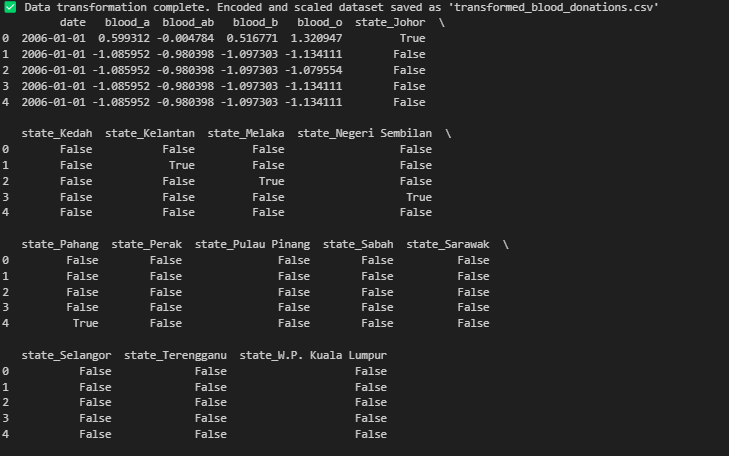 ✅ Data transformation complete. Encoded and scaled dataset saved as 'transformed_blood_donations.csv'
        date   blood_a  blood_ab   blood_b   blood_o  state_Johor  \
0 2006-01-01  0.599312 -0.004784  0.516771  1.320947         True
1 2006-01-01 -1.085952 -0.980398 -1.097303 -1.134111        False
2 2006-01-01 -1.085952 -0.980398 -1.097303 -1.079554        False
3 2006-01-01 -1.085952 -0.980398 -1.097303 -1.134111        False
4 2006-01-01 -1.085952 -0.980398 -1.097303 -1.134111        False
   state_Kedah  state_Kelantan  state_Melaka  state_Negeri Sembilan  \
0        False           False         False                  False
1        False            True         False                  False
2        False           False          True                  False
3        False           False         False                   True
4        False           False         False                  False
   state_Pahang  state_Perak  state_Pulau Pinang  state_Sabah  state_Sarawak  \
0         False        False               False        False          False
1         False        False               False        False          False
2         False        False               False        False          False
3         False        False               False        False          False
4          True        False               False        False          False
   state_Selangor  state_Terengganu  state_W.P. Kuala Lumpur
0           False             False                    False
1           False             False                    False
2           False             False                    False
3           False             False                    False
4           False             False                    False